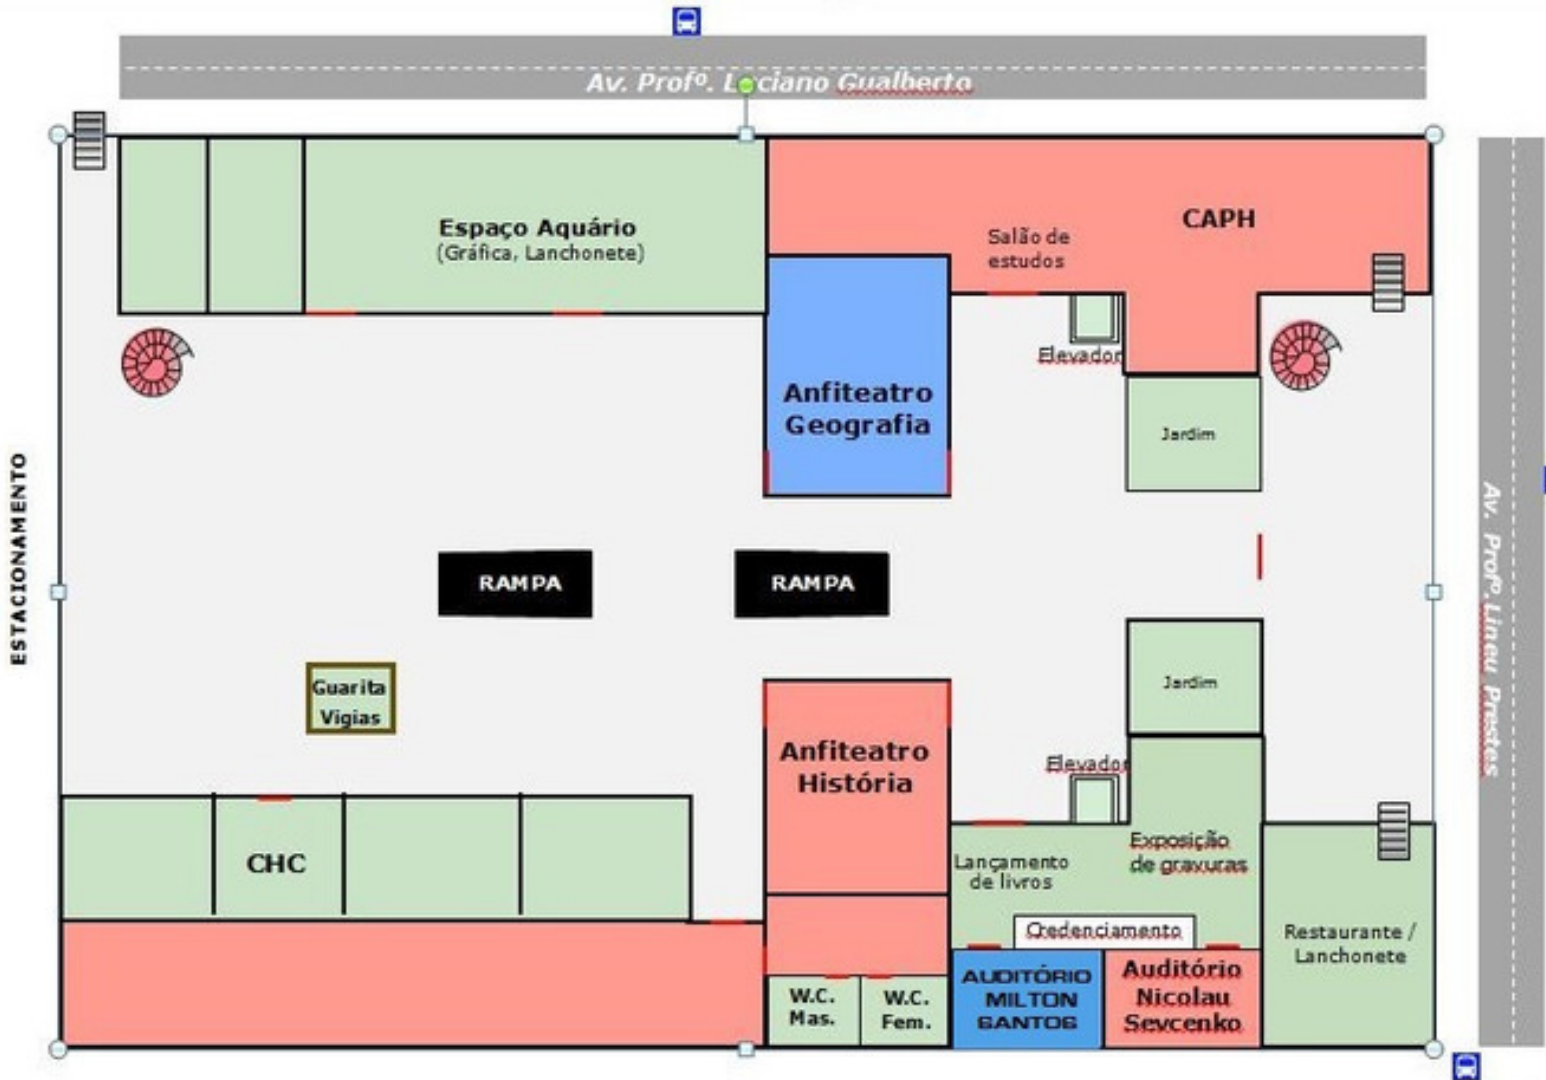 Av. Profº. Luciano Gualberto
Espaço Aquário
(Gráfica, Lanchonete)
CAPH
Salão de
estudos
Elevador
Anfiteatro
Geografia
Jardim
ESTACIONAMENTO
RAMPA
RAMPA
Av. Profº. Lineu Prestes
Guarita
Vigias
Jardim
Anfiteatro
História
Elevador
CHC
Exposição
de gravuras
Lançamento
de livros
Credenciamento
Restaurante /
Lanchonete
W.C.
Mas.
W.C.
Fem.
AUDITÓRIO
MILTON
SANTOS
Auditório
Nicolau
Sevcenko